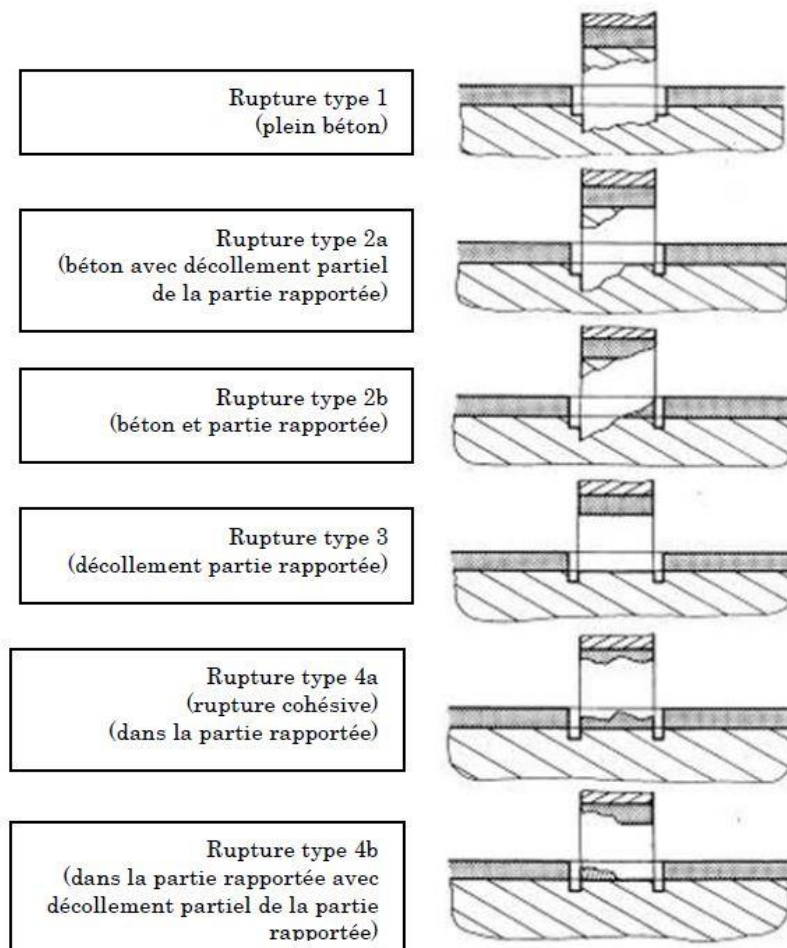 Rupture type 1
(plein béton)
Rupture type 2a
(béton avec décollement partiel
de la partie rapportée)
Rupture type 2b
(béton et partie rapportée)
Rupture type 3
(décollement partie rapportée)
Rupture type 4a
(rupture cohésive)
(dans la partie rapportée)
Rupture type 4b
(dans la partie rapportée avec
décollement partiel de la partie
rapportée)